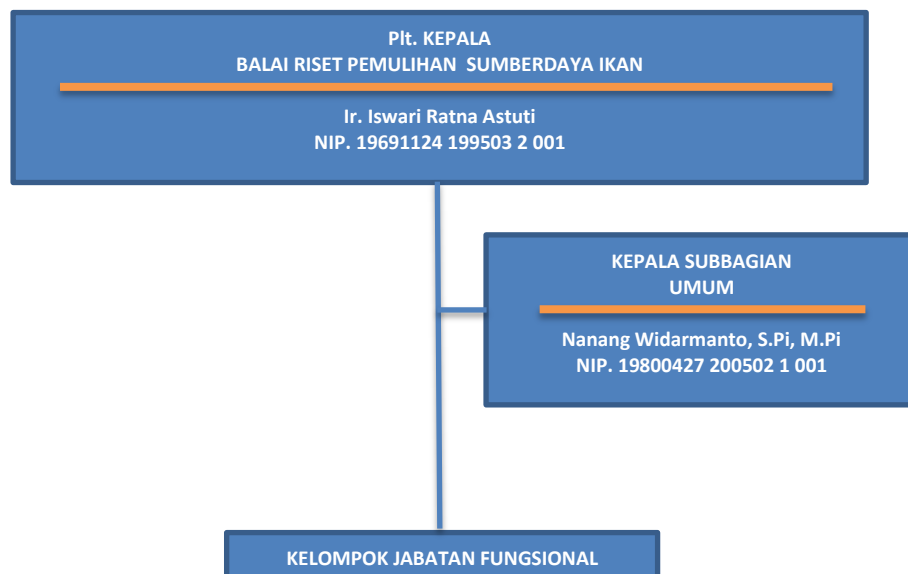 Plt. KEPALA
BALAI RISET PEMULIHAN SUMBERDAYA IKAN
Ir. Iswari Ratna Astuti
NIP. 19691124 199503 2 001
KEPALA SUBBAGIAN
UMUM
Nanang Widarmanto, S.Pi, M.Pi
NIP. 19800427 200502 1 001
KELOMPOK JABATAN FUNGSIONAL